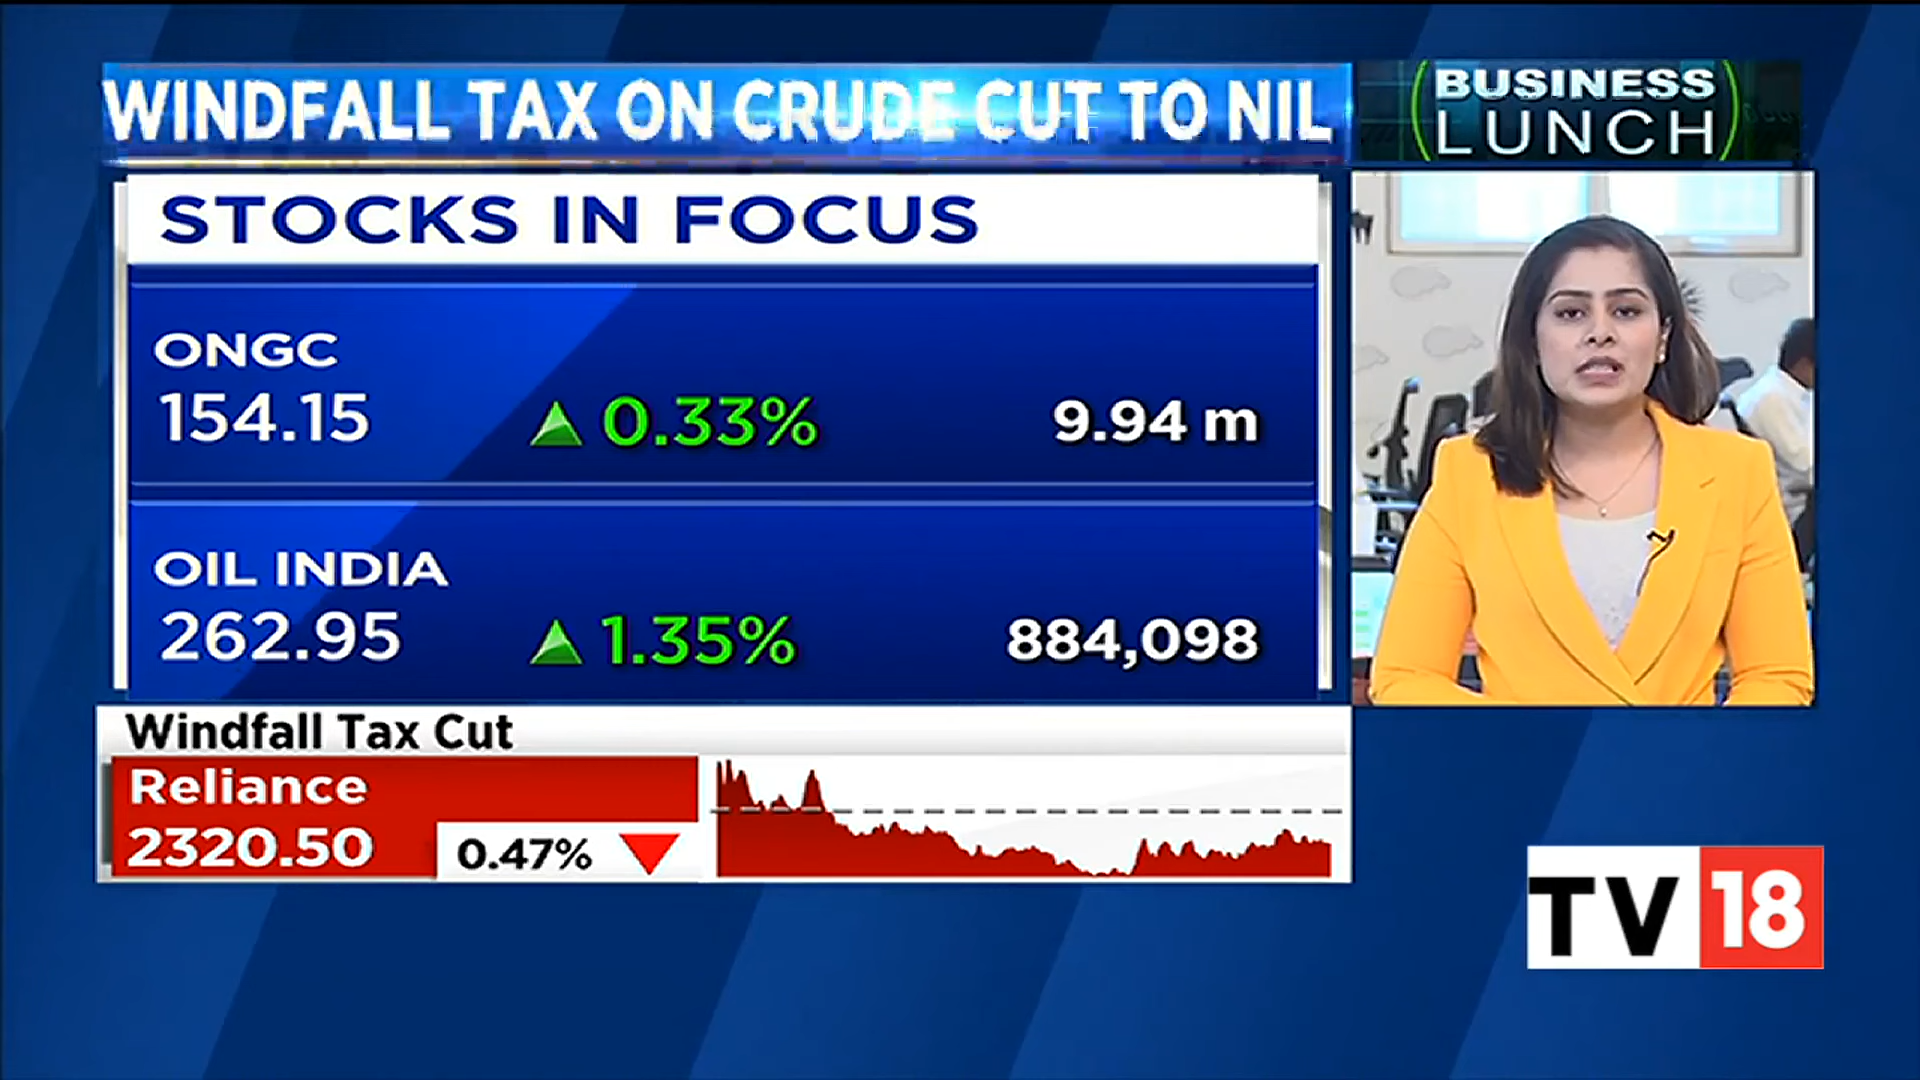 WINDFALL TAX ON CRUDE CUT TO NIL
BUSINESS
LUNCH
STOCKS IN FOCUS
ONGC
154.15 0.33% 9.94 m
OIL INDIA
262.95 1.35% 884,098
Windfall Tax Cut
Reliance
2320.50 0.47%
TV18